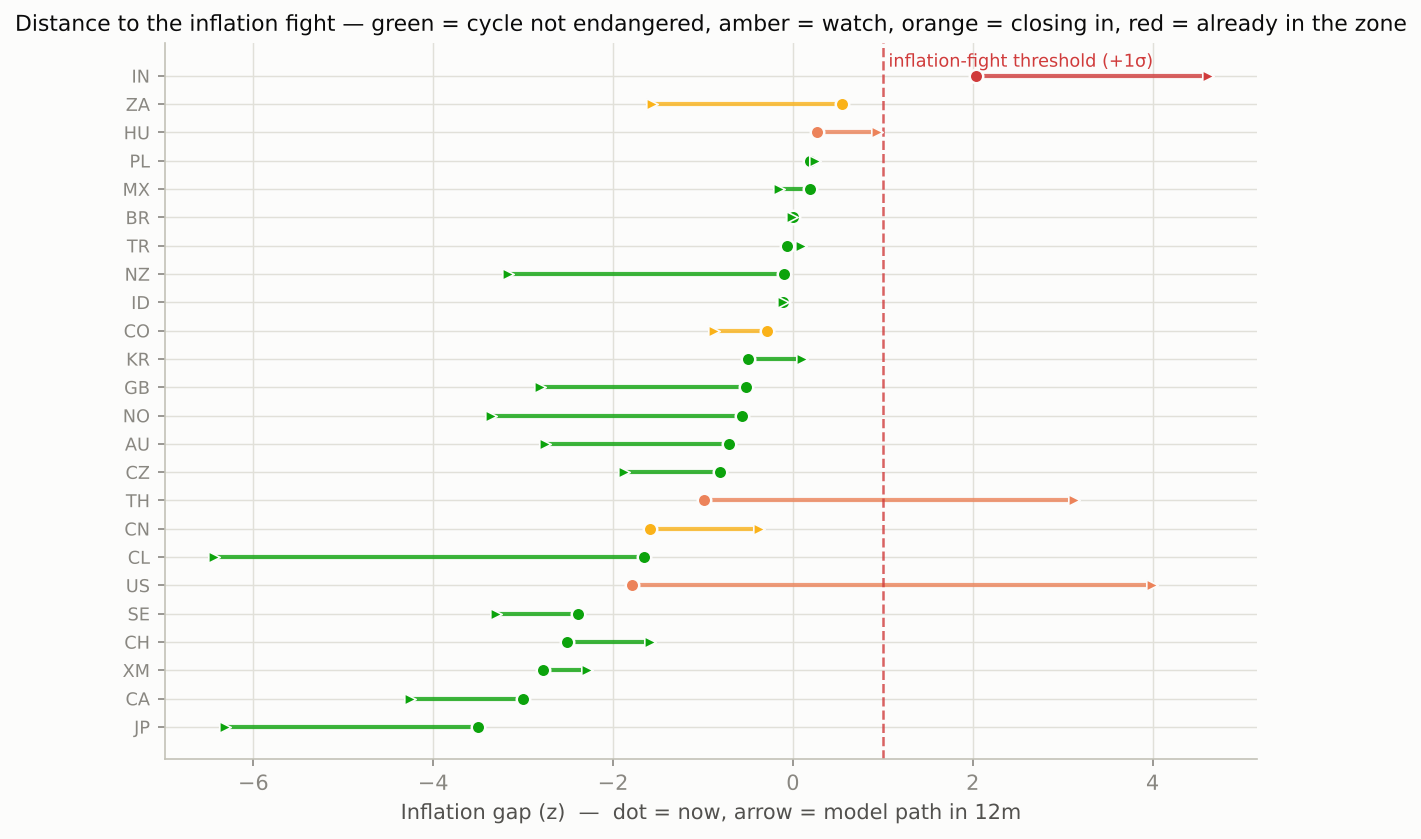 Distance to the inflation fight — green = cycle not endangered, amber = watch, orange = closing in, red = already in the zone
inflation-fight threshold (+1σ)
IN
ZA
HU
PL
MX
BR
TR
NZ
ID
CO
KR
GB
NO
AU
CZ
TH
CN
CL
US
SE
CH
XM
CA
JP
−6 −4 −2 0 2 4
Inflation gap (z) — dot = now, arrow = model path in 12m